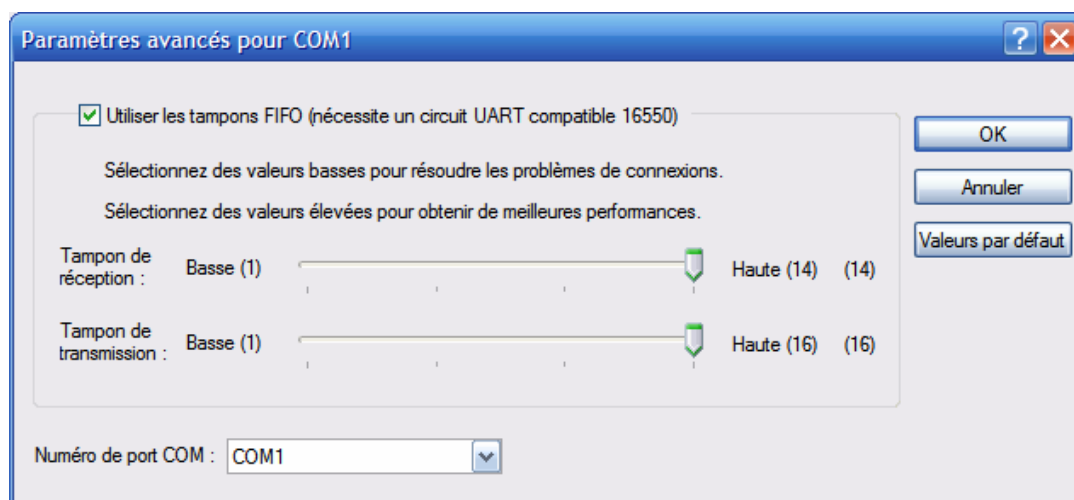 Paramètres avancés pour COM1
Utiliser les tampons FIFO (nécessite un circuit UART compatible 16550)
OK
Sélectionnez des valeurs basses pour résoudre les problèmes de connexions.
Annuler
Sélectionnez des valeurs élevées pour obtenir de meilleures performances.
Valeurs par défaut
Tampon de
réception :
Basse (1)
Haute (14)
(14)
Tampon de
transmission :
Basse (1)
Haute (16)
(16)
Numéro de port COM :
COM1